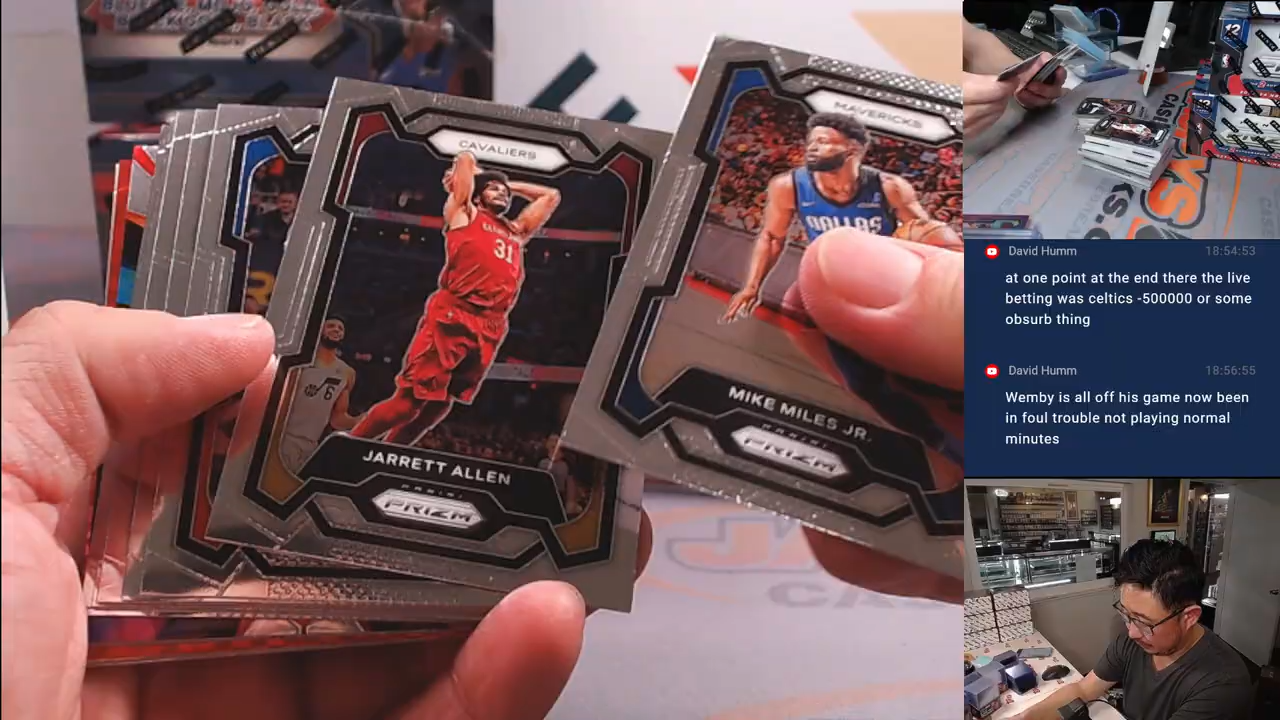 CAVALIERS
31
6
JARRETT ALLEN
PANINI
PRIZM
MAVERICKS
DALLAS
MIKE MILES JR.
PANINI
PRIZM
David Humm 18:54:53
at one point at the end there the live
betting was celtics -500000 or some
obsurb thing
David Humm 18:56:55
Wemby is all off his game now been
in foul trouble not playing normal
minutes